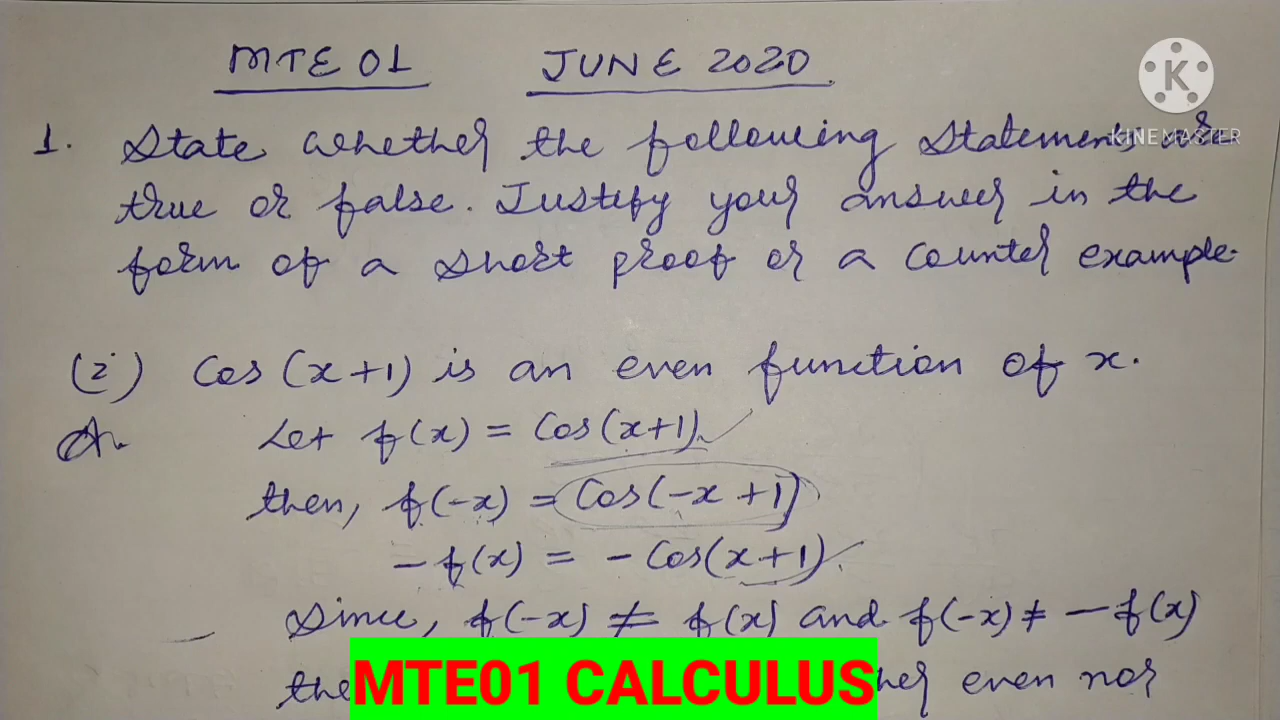 MTE 01 JUNE 2020
K
KINEMASTER
1. State whether the following statements are
true or false. Justify your answer in the
form of a short proof or a counter example.
(i) Cos (x+1) is an even function of x.
Let f(x) = Cos(x+1)
then, f(-x) = Cos(-x +1)
-f(x) = - Cos(x+1)
Since, f(-x) ≠ f(x) and f(-x) ≠ -f(x)
the even nor
MTE01 CALCULUS